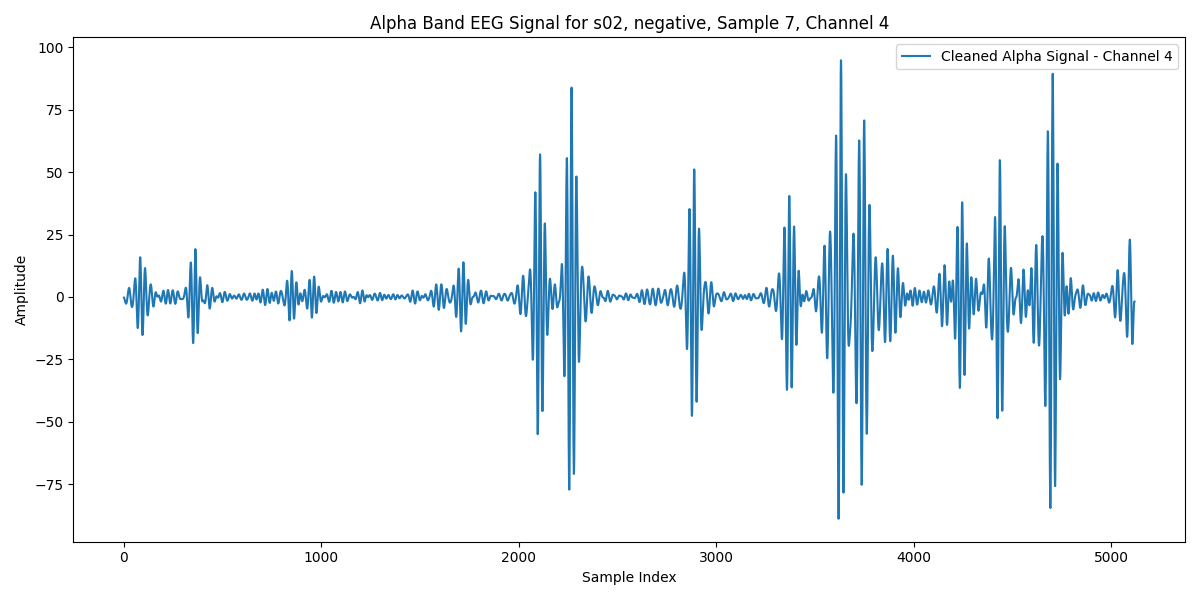 Alpha Band EEG Signal for s02, negative, Sample 7, Channel 4
Cleaned Alpha Signal - Channel 4
Amplitude
100
75
50
25
0
−25
−50
−75
0 1000 2000 3000 4000 5000
Sample Index